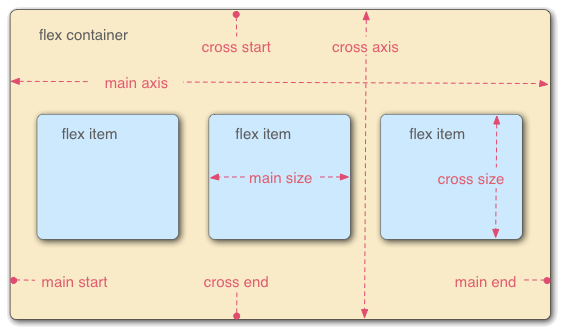 flex container
cross start
cross axis
main axis
flex item
flex item
flex item
main size
cross size
main start
cross end
main end